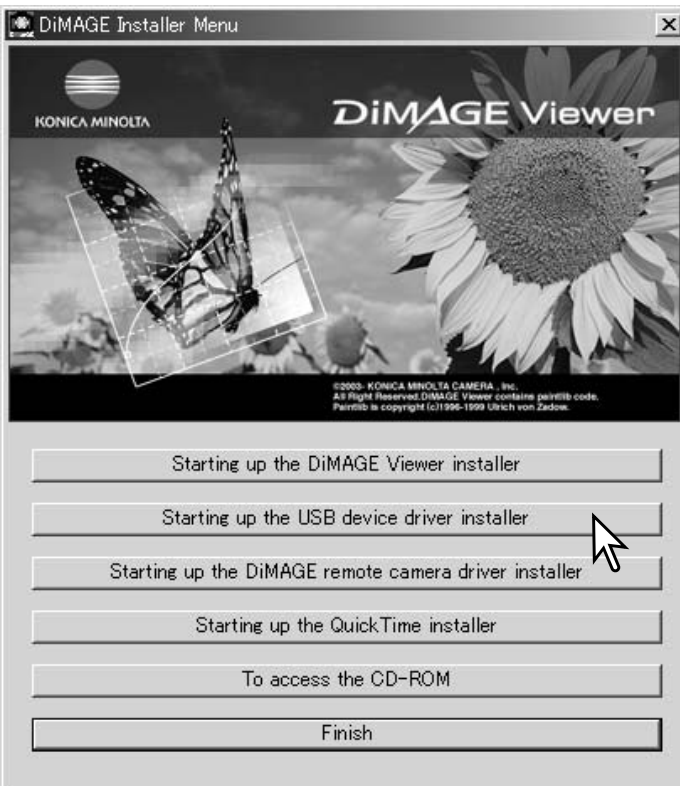 DiMAGE Installer Menu
KONICA MINOLTA
DiMAGE Viewer
©2003- KONICA MINOLTA CAMERA , Inc.
All Right Reserved.DiMAGE Viewer contains paintlib code.
Paintlib is copyright (c)1996-1999 Ulrich von Zadow.
Starting up the DiMAGE Viewer installer
Starting up the USB device driver installer
Starting up the DiMAGE remote camera driver installer
Starting up the QuickTime installer
To access the CD-ROM
Finish